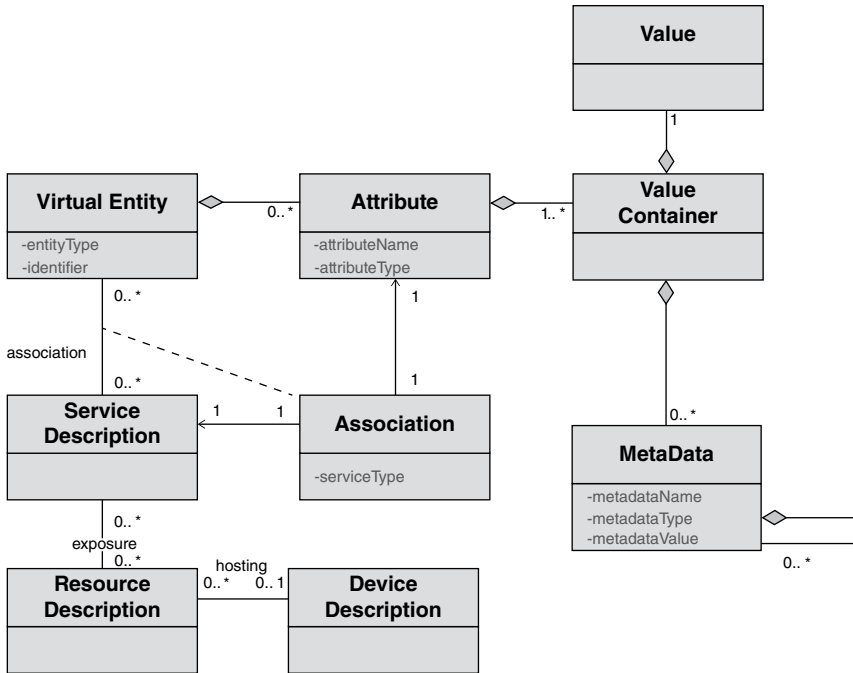 Value
1
Virtual Entity
-entityType
-identifier
0.. *
Attribute
-attributeName
-attributeType
1.. *
Value
Container
0.. *
association
0.. *
1
1
Service
Description
1
1
Association
-serviceType
0.. *
MetaData
-metadataName
-metadataType
-metadataValue
0.. *
0.. *
exposure
0.. *
Resource
Description
hosting
0.. *
0.. 1
Device
Description